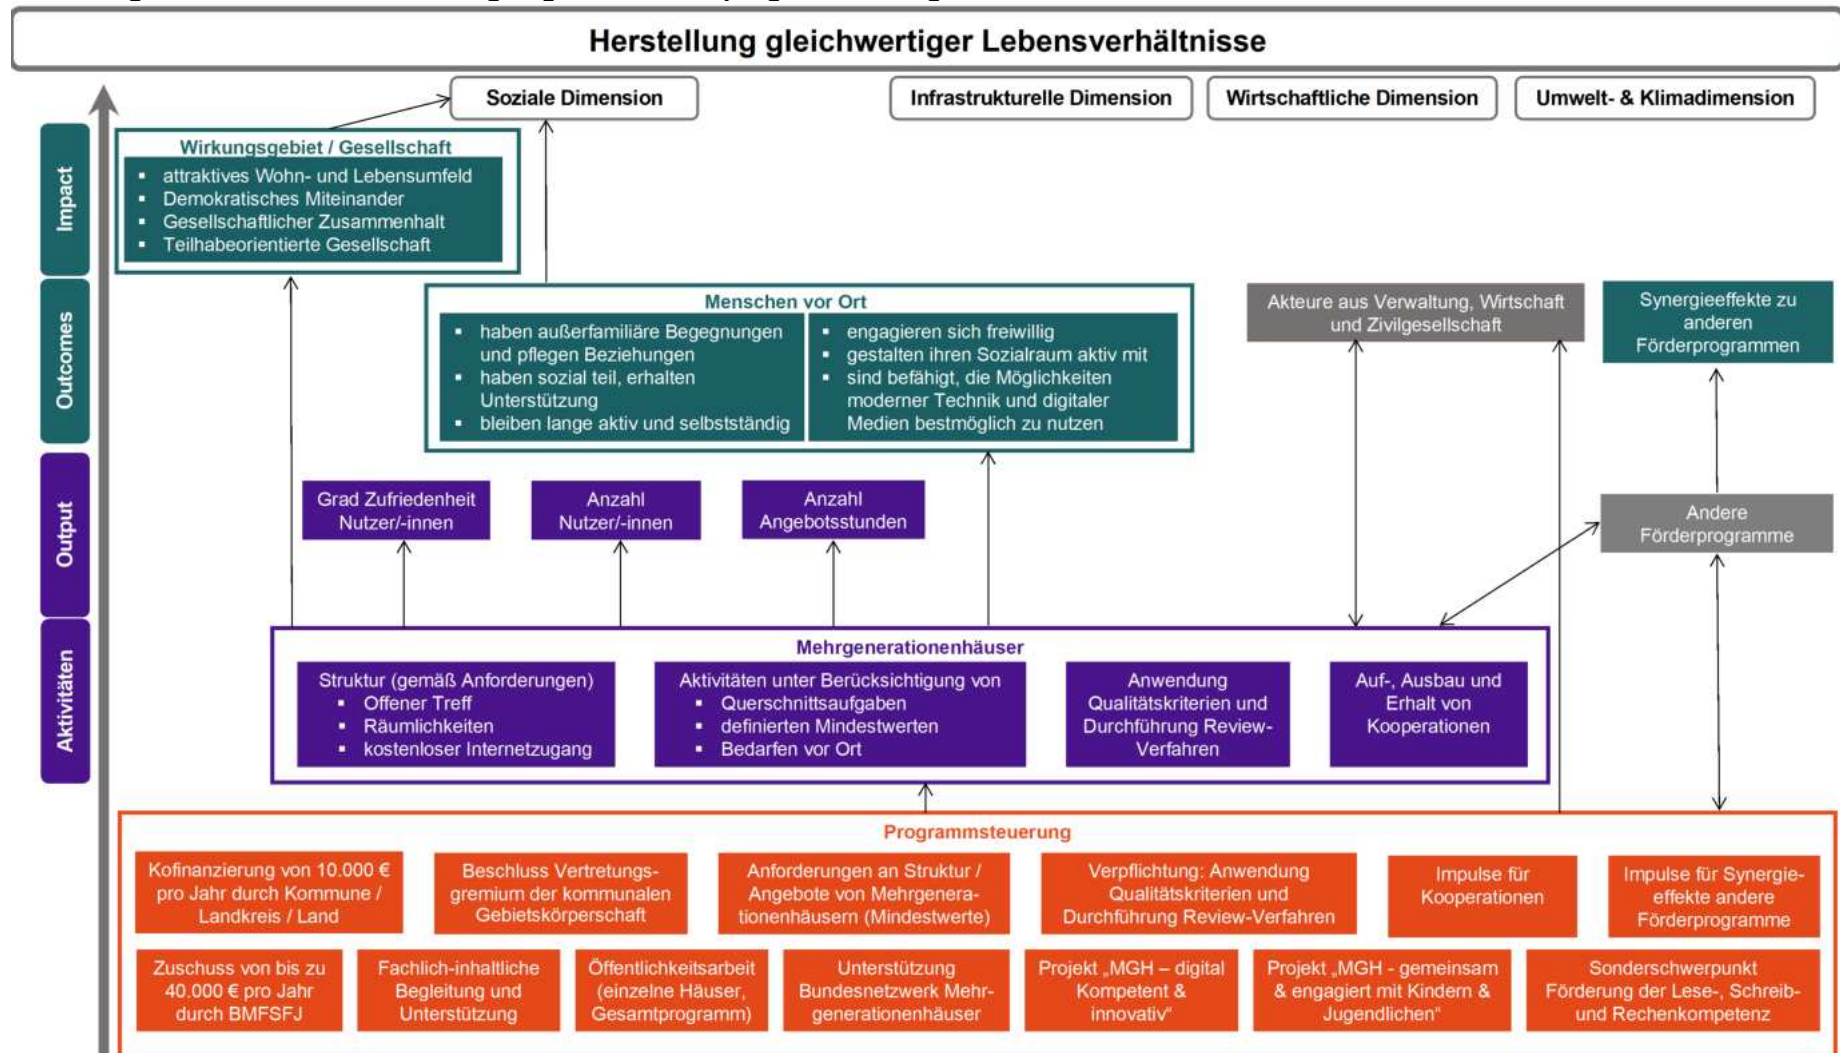 Herstellung gleichwertiger Lebensverhältnisse
Soziale Dimension
Infrastrukturelle Dimension
Wirtschaftliche Dimension
Umwelt- & Klimadimension
Impact
Wirkungsgebiet / Gesellschaft
▪ attraktives Wohn- und Lebensumfeld
▪ Demokratisches Miteinander
▪ Gesellschaftlicher Zusammenhalt
▪ Teilhabeorientierte Gesellschaft
Outcomes
Menschen vor Ort
▪ haben außerfamiliäre Begegnungen
und pflegen Beziehungen
▪ haben sozial teil, erhalten
Unterstützung
▪ bleiben lange aktiv und selbstständig
▪ engagieren sich freiwillig
▪ gestalten ihren Sozialraum aktiv mit
▪ sind befähigt, die Möglichkeiten
moderner Technik und digitaler
Medien bestmöglich zu nutzen
Akteure aus Verwaltung, Wirtschaft
und Zivilgesellschaft
Synergieeffekte zu
anderen
Förderprogrammen
Output
Grad Zufriedenheit
Nutzer/-innen
Anzahl
Nutzer/-innen
Anzahl
Angebotsstunden
Andere
Förderprogramme
Aktivitäten
Mehrgenerationenhäuser
Struktur (gemäß Anforderungen)
▪ Offener Treff
▪ Räumlichkeiten
▪ kostenloser Internetzugang
Aktivitäten unter Berücksichtigung von
▪ Querschnittsaufgaben
▪ definierten Mindestwerten
▪ Bedarfen vor Ort
Anwendung
Qualitätskriterien und
Durchführung Review-
Verfahren
Auf-, Ausbau und
Erhalt von
Kooperationen
Programmsteuerung
Kofinanzierung von 10.000 €
pro Jahr durch Kommune /
Landkreis / Land
Beschluss Vertretungs-
gremium der kommunalen
Gebietskörperschaft
Anforderungen an Struktur /
Angebote von Mehrgenera-
tionenhäusern (Mindestwerte)
Verpflichtung: Anwendung
Qualitätskriterien und
Durchführung Review-Verfahren
Impulse für
Kooperationen
Impulse für Synergie-
effekte andere
Förderprogramme
Zuschuss von bis zu
40.000 € pro Jahr
durch BMFSFJ
Fachlich-inhaltliche
Begleitung und
Unterstützung
Öffentlichkeitsarbeit
(einzelne Häuser,
Gesamtprogramm)
Unterstützung
Bundesnetzwerk Mehr-
generationenhäuser
Projekt „MGH – digital
Kompetent &
innovativ“
Projekt „MGH - gemeinsam
& engagiert mit Kindern &
Jugendlichen“
Sonderschwerpunkt
Förderung der Lese-, Schreib-
und Rechenkompetenz